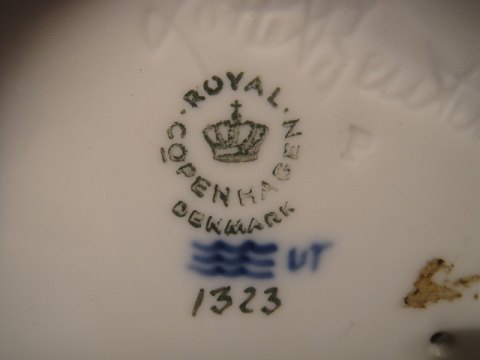 ROYAL
COPENHAGEN
DENMARK
UT
1323
P